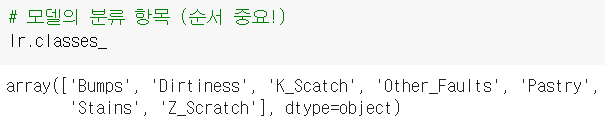 # 모델의 분류 항목 (순서 중요!)
lr.classes_
array(['Bumps', 'Dirtiness', 'K_Scatch', 'Other_Faults', 'Pastry',
'Stains', 'Z_Scratch'], dtype=object)